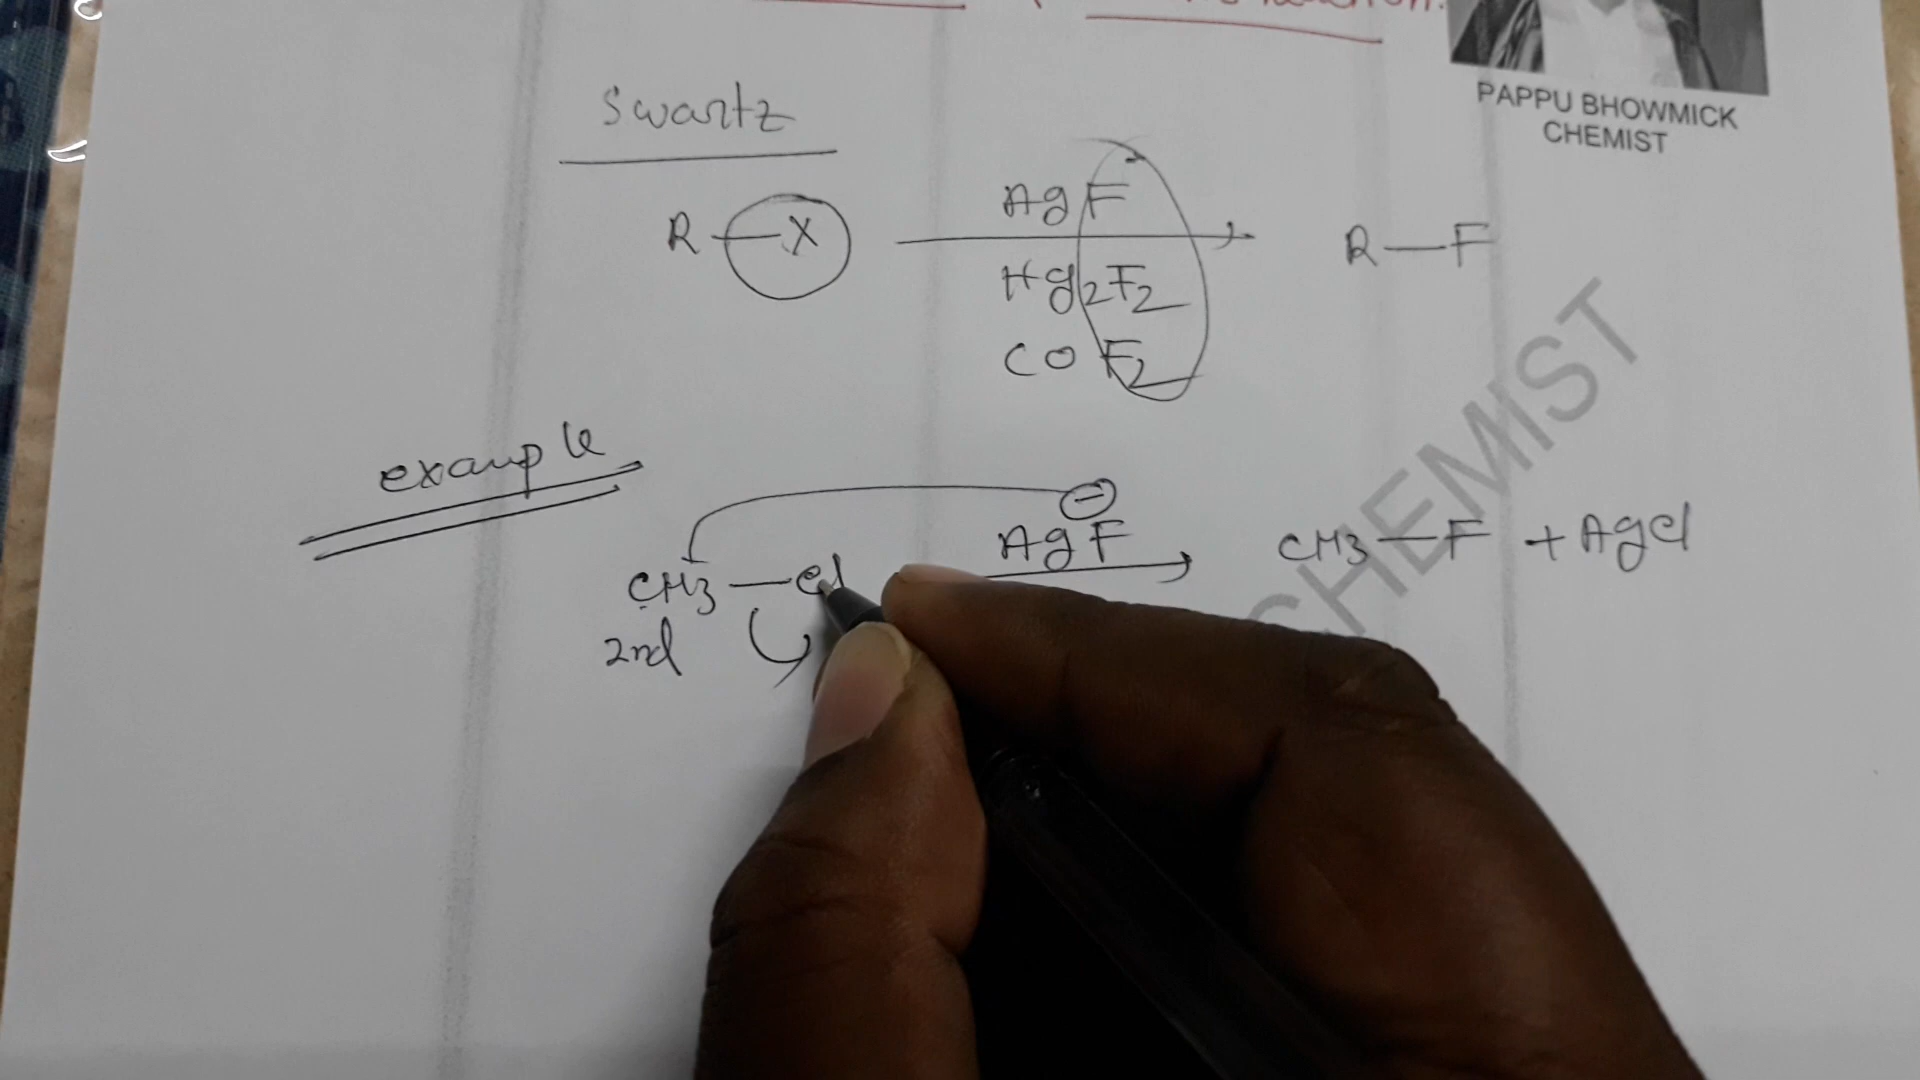 PAPPU BHOWMICK
CHEMIST
Swartz
R—X
AgF
Hg2F2
COF2
R—F
example
CH3—Cl
AgF
CH3—F + AgCl
2nd
CHEMIST